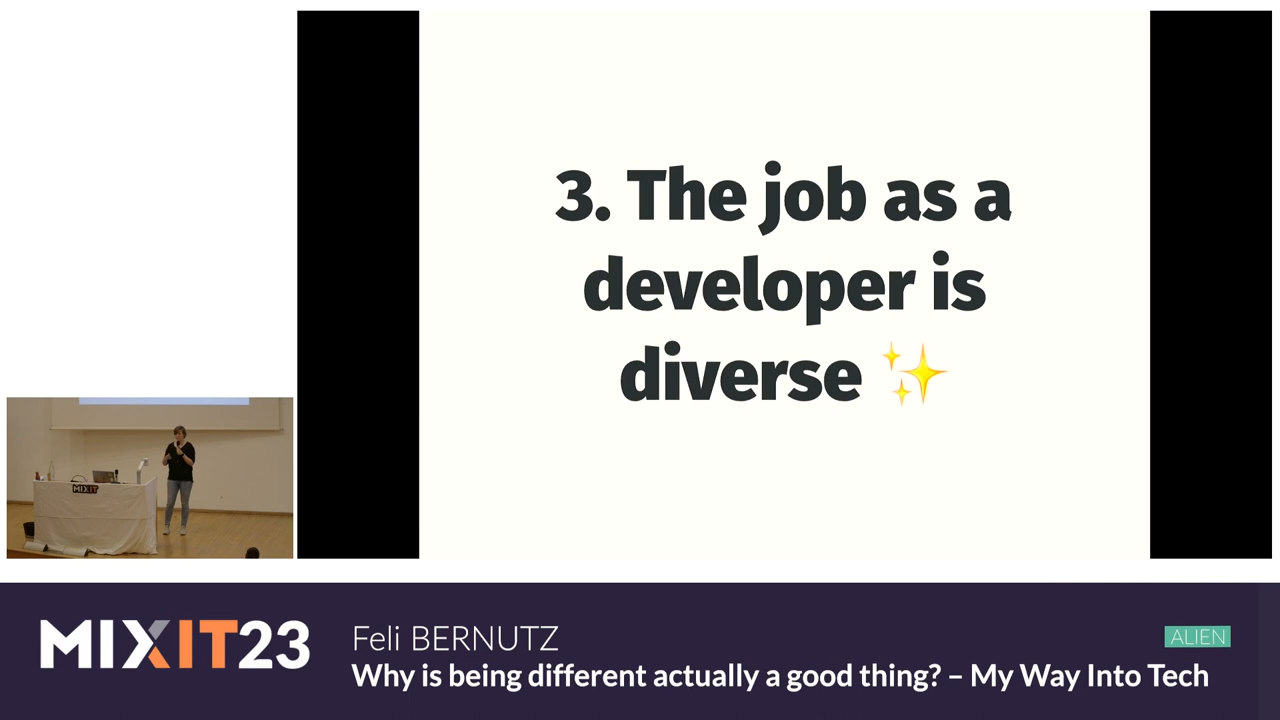 3. The job as a
developer is
diverse ✨
MIXIT
MIXIT23
Feli BERNUTZ
ALIEN
Why is being different actually a good thing? – My Way Into Tech